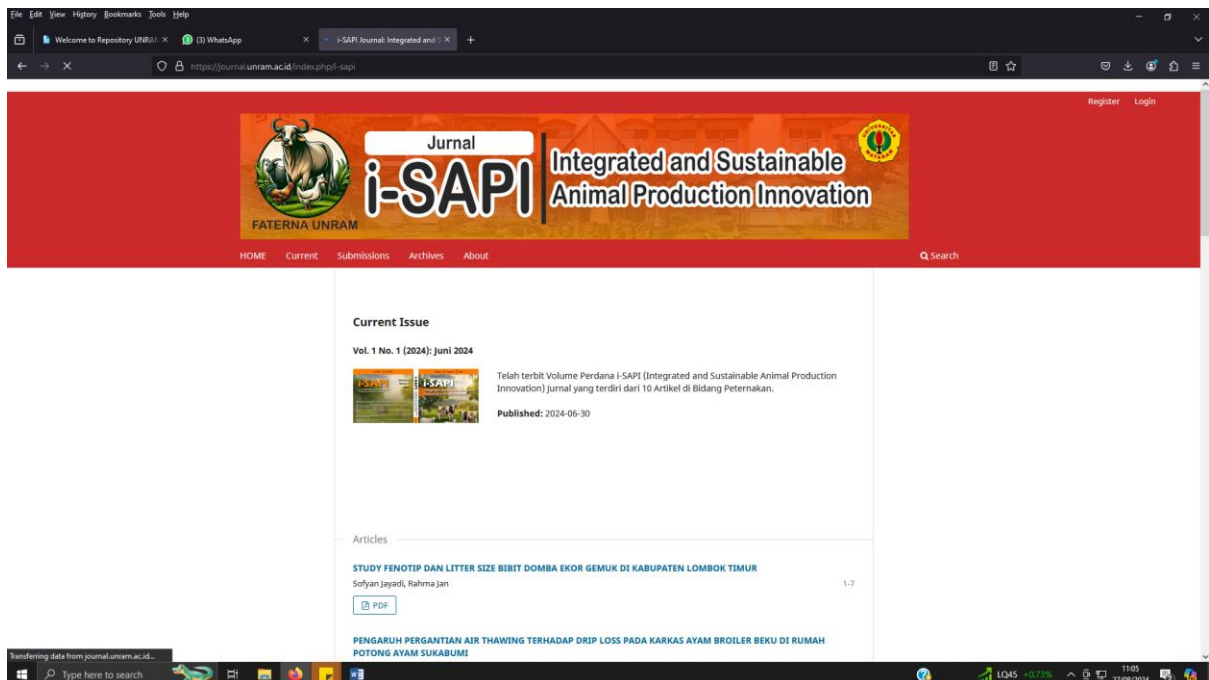 File Edit View History Bookmarks Tools Help
Welcome to Repository UNRAM
(3) WhatsApp
i-SAPI Journal: Integrated and S
https://journal.unram.ac.id/index.php/i-sapi
Register Login
Jurnal
i-SAPI
Integrated and Sustainable
Animal Production Innovation
FATERNA UNRAM
HOME Current Submissions Archives About
Search
Current Issue
Vol. 1 No. 1 (2024): Juni 2024
i-SAPI
i-SAPI
Telah terbit Volume Perdana i-SAPI (Integrated and Sustainable Animal Production
Innovation) Jurnal yang terdiri dari 10 Artikel di Bidang Peternakan.
Published: 2024-06-30
Articles
STUDY FENOTIP DAN LITTER SIZE BIBIT DOMBA EKOR GEMUK DI KABUPATEN LOMBOK TIMUR
Sofyan Jayadi, Rahma Jan
1-7
PDF
PENGARUH PERGANTIAN AIR THAWING TERHADAP DRIP LOSS PADA KARKAS AYAM BROILER BEKU DI RUMAH
POTONG AYAM SUKABUMI
Transferring data from journal.unram.ac.id...
Type here to search
LQ45 +0.73%
11:05
27/08/2024